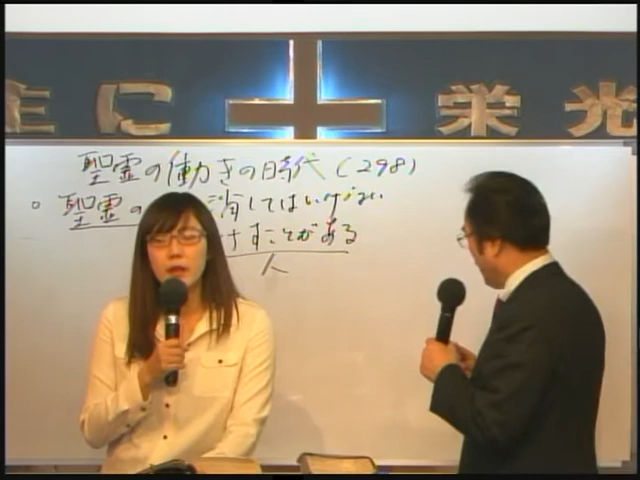 主に 栄光
聖霊の働きの時代(298)
。聖霊の 消してはいけない
すことがある
人